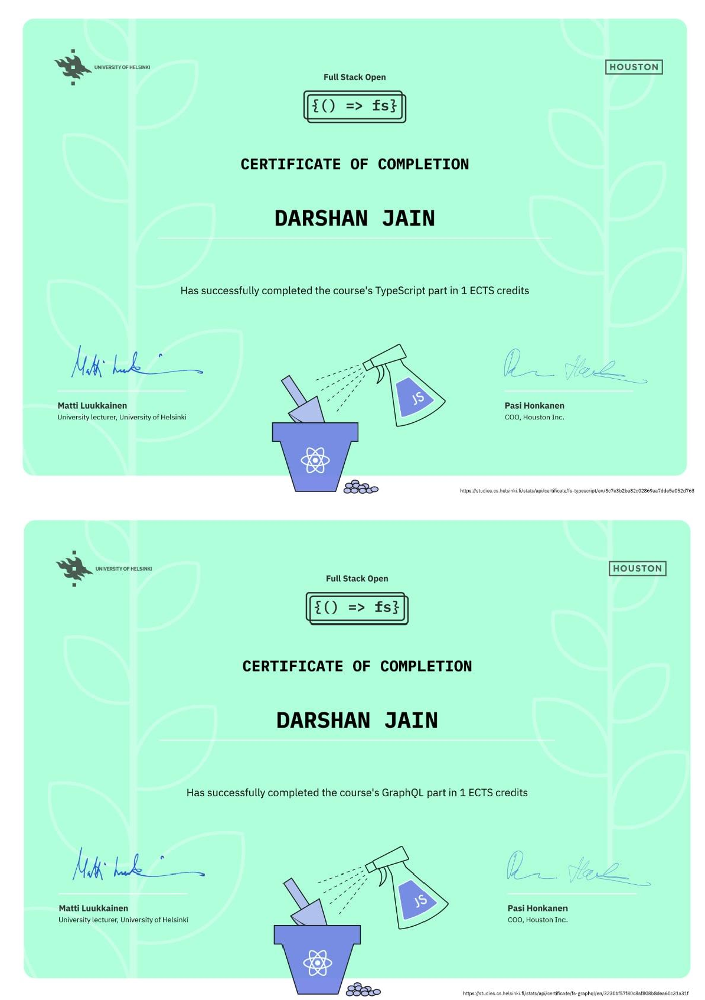 UNIVERSITY OF HELSINKI
HOUSTON
Full Stack Open
{() => fs}
CERTIFICATE OF COMPLETION
DARSHAN JAIN
Has successfully completed the course's TypeScript part in 1 ECTS credits
JS
Matti Luukkainen
University lecturer, University of Helsinki
Pasi Honkanen
COO, Houston Inc.
https://studies.cs.helsinki.fi/stats/api/certificate/fs-typescript/en/3c7e3b2ba82c02869aa7dde5a052d763
UNIVERSITY OF HELSINKI
HOUSTON
Full Stack Open
{() => fs}
CERTIFICATE OF COMPLETION
DARSHAN JAIN
Has successfully completed the course's GraphQL part in 1 ECTS credits
JS
Matti Luukkainen
University lecturer, University of Helsinki
Pasi Honkanen
COO, Houston Inc.
https://studies.cs.helsinki.fi/stats/api/certificate/fs-graphql/en/3230bf57f80c8af808b8dea60c31a31f